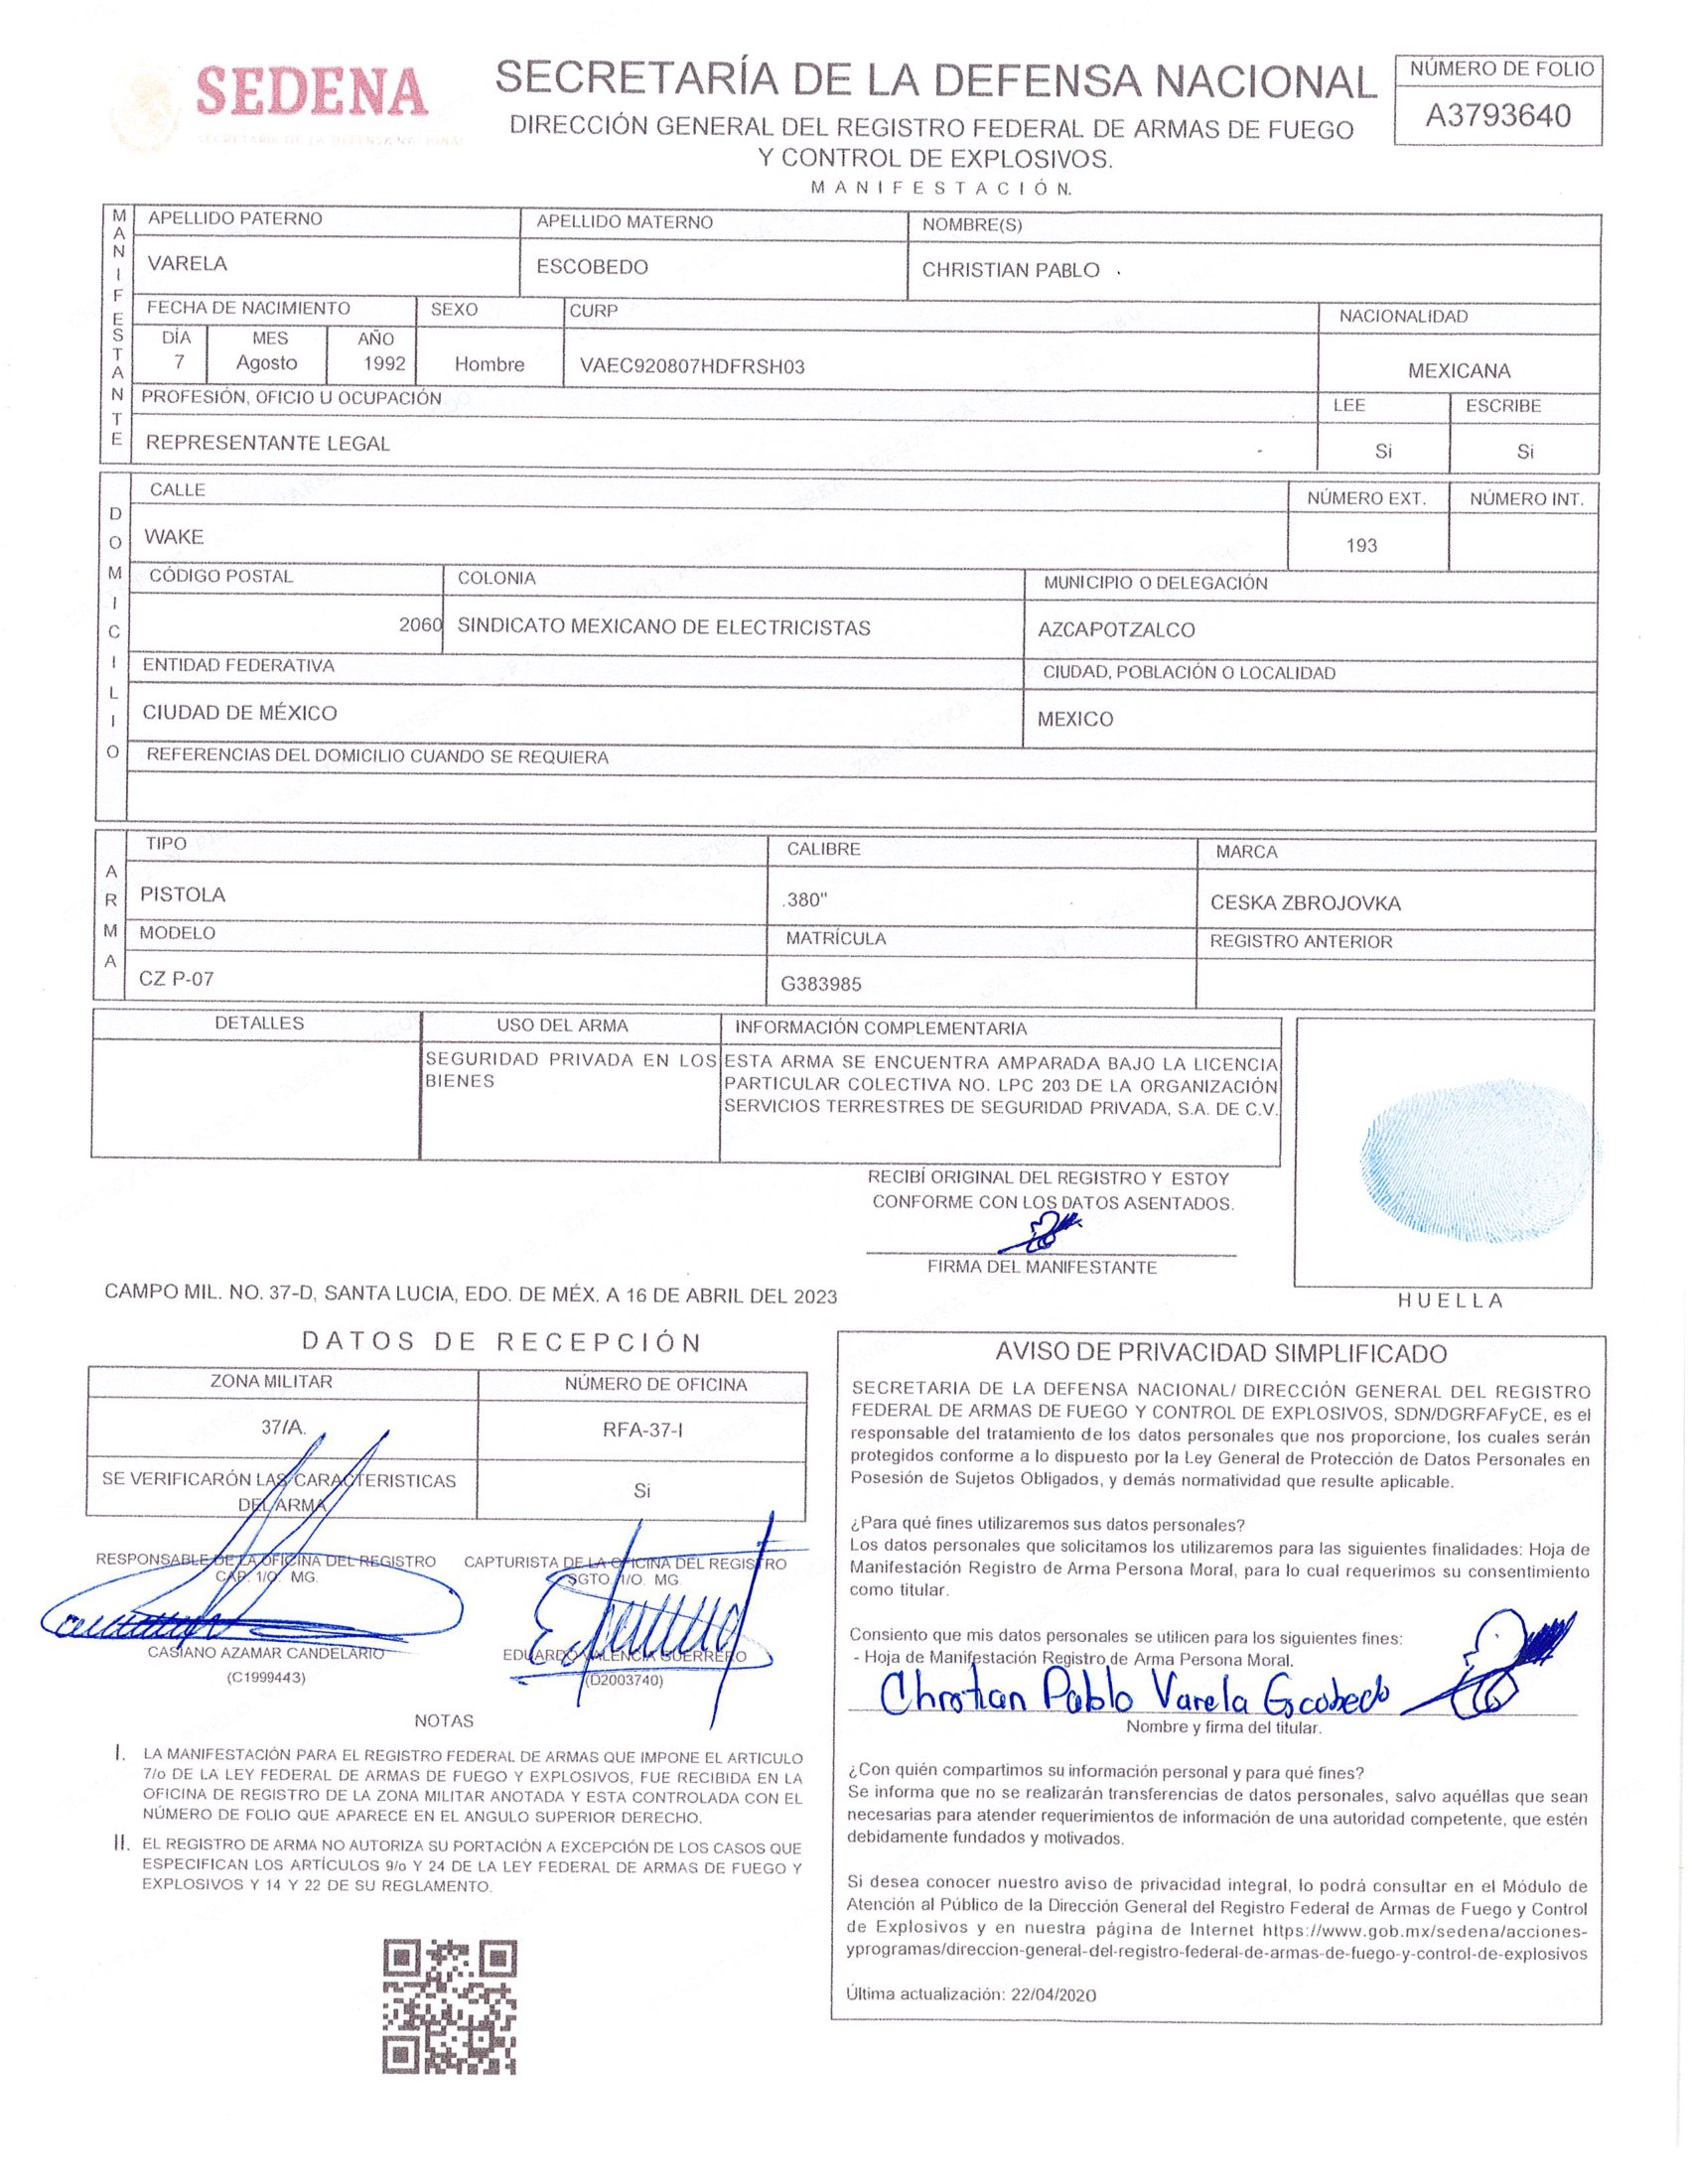 SEDENA
SECRETARÍA DE LA DEFENSA NACIONAL
SECRETARÍA DE LA DEFENSA NACIONAL
DIRECCIÓN GENERAL DEL REGISTRO FEDERAL DE ARMAS DE FUEGO
Y CONTROL DE EXPLOSIVOS.
MANIFESTACIÓN.
NÚMERO DE FOLIO
A3793640
MANIFESTANTE
APELLIDO PATERNO APELLIDO MATERNO NOMBRE(S)
VARELA ESCOBEDO CHRISTIAN PABLO
FECHA DE NACIMIENTO SEXO CURP NACIONALIDAD
DÍA MES AÑO
7 Agosto 1992 Hombre VAEC920807HDFRSH03 MEXICANA
PROFESIÓN, OFICIO U OCUPACIÓN LEE ESCRIBE
REPRESENTANTE LEGAL Si Si
DOMICILIO
CALLE NÚMERO EXT. NÚMERO INT.
WAKE 193
CÓDIGO POSTAL COLONIA MUNICIPIO O DELEGACIÓN
2060 SINDICATO MEXICANO DE ELECTRICISTAS AZCAPOTZALCO
ENTIDAD FEDERATIVA CIUDAD, POBLACIÓN O LOCALIDAD
CIUDAD DE MÉXICO MEXICO
REFERENCIAS DEL DOMICILIO CUANDO SE REQUIERA
ARMA
TIPO CALIBRE MARCA
PISTOLA .380" CESKA ZBROJOVKA
MODELO MATRÍCULA REGISTRO ANTERIOR
CZ P-07 G383985
DETALLES USO DEL ARMA INFORMACIÓN COMPLEMENTARIA
SEGURIDAD PRIVADA EN LOS
BIENES
ESTA ARMA SE ENCUENTRA AMPARADA BAJO LA LICENCIA
PARTICULAR COLECTIVA NO. LPC 203 DE LA ORGANIZACIÓN
SERVICIOS TERRESTRES DE SEGURIDAD PRIVADA, S.A. DE C.V.
RECIBÍ ORIGINAL DEL REGISTRO Y ESTOY
CONFORME CON LOS DATOS ASENTADOS.
FIRMA DEL MANIFESTANTE
HUELLA
CAMPO MIL. NO. 37-D, SANTA LUCIA, EDO. DE MÉX. A 16 DE ABRIL DEL 2023
DATOS DE RECEPCIÓN
ZONA MILITAR NÚMERO DE OFICINA
37/A. RFA-37-I
SE VERIFICARÓN LAS CARACTERISTICAS
DEL ARMA
Si
RESPONSABLE DE LA OFICINA DEL REGISTRO
CAP. 1/O. MG.
CASIANO AZAMAR CANDELARIO
(C1999443)
CAPTURISTA DE LA OFICINA DEL REGISTRO
SGTO. 1/O. MG.
EDUARDO VALENCIA GUERRERO
(D2003740)
NOTAS
I. LA MANIFESTACIÓN PARA EL REGISTRO FEDERAL DE ARMAS QUE IMPONE EL ARTICULO
7/o DE LA LEY FEDERAL DE ARMAS DE FUEGO Y EXPLOSIVOS, FUE RECIBIDA EN LA
OFICINA DE REGISTRO DE LA ZONA MILITAR ANOTADA Y ESTA CONTROLADA CON EL
NÚMERO DE FOLIO QUE APARECE EN EL ANGULO SUPERIOR DERECHO.
II. EL REGISTRO DE ARMA NO AUTORIZA SU PORTACIÓN A EXCEPCIÓN DE LOS CASOS QUE
ESPECIFICAN LOS ARTÍCULOS 9/o Y 24 DE LA LEY FEDERAL DE ARMAS DE FUEGO Y
EXPLOSIVOS Y 14 Y 22 DE SU REGLAMENTO.
AVISO DE PRIVACIDAD SIMPLIFICADO
SECRETARIA DE LA DEFENSA NACIONAL/ DIRECCIÓN GENERAL DEL REGISTRO
FEDERAL DE ARMAS DE FUEGO Y CONTROL DE EXPLOSIVOS, SDN/DGRFAFyCE, es el
responsable del tratamiento de los datos personales que nos proporcione, los cuales serán
protegidos conforme a lo dispuesto por la Ley General de Protección de Datos Personales en
Posesión de Sujetos Obligados, y demás normatividad que resulte aplicable.
¿Para qué fines utilizaremos sus datos personales?
Los datos personales que solicitamos los utilizaremos para las siguientes finalidades: Hoja de
Manifestación Registro de Arma Persona Moral, para lo cual requerimos su consentimiento
como titular.
Consiento que mis datos personales se utilicen para los siguientes fines:
- Hoja de Manifestación Registro de Arma Persona Moral.
Christian Pablo Varela Escobedo
Nombre y firma del titular.
¿Con quién compartimos su información personal y para qué fines?
Se informa que no se realizarán transferencias de datos personales, salvo aquéllas que sean
necesarias para atender requerimientos de información de una autoridad competente, que estén
debidamente fundados y motivados.
Si desea conocer nuestro aviso de privacidad integral, lo podrá consultar en el Módulo de
Atención al Público de la Dirección General del Registro Federal de Armas de Fuego y Control
de Explosivos y en nuestra página de Internet https://www.gob.mx/sedena/acciones-
yprogramas/direccion-general-del-registro-federal-de-armas-de-fuego-y-control-de-explosivos
Última actualización: 22/04/2020